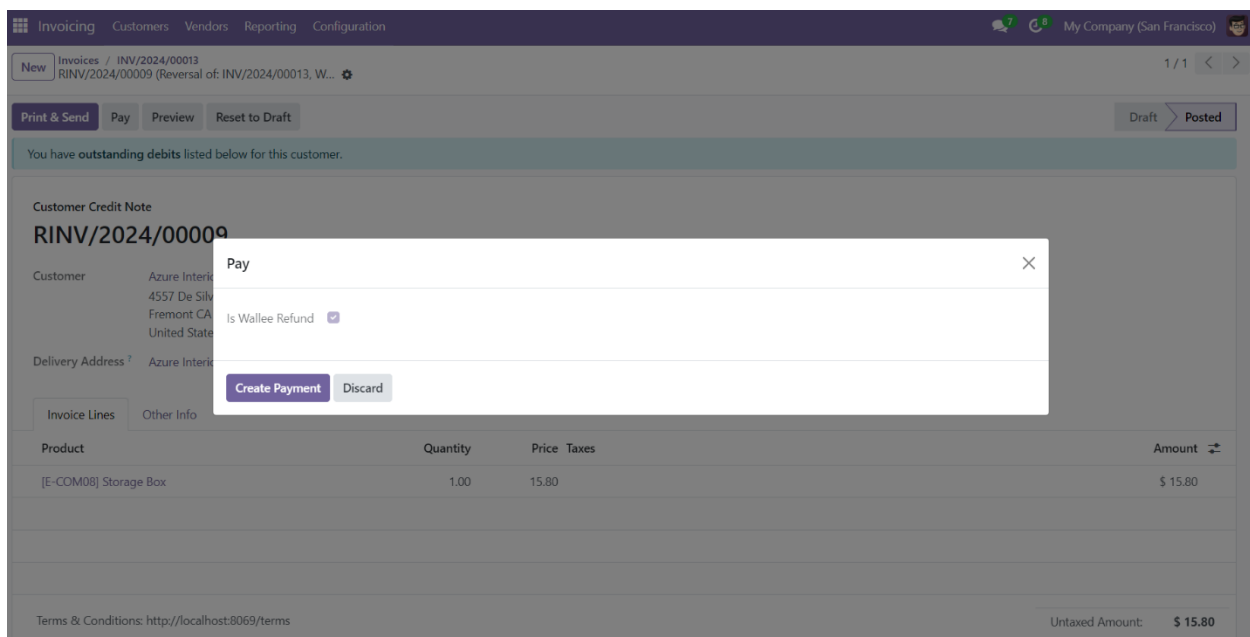 Invoicing Customers Vendors Reporting Configuration 7 8 My Company (San Francisco)
New Invoices / INV/2024/00013
RINV/2024/00009 (Reversal of: INV/2024/00013, W... 1 / 1
Print & Send Pay Preview Reset to Draft Draft Posted
You have outstanding debits listed below for this customer.
Customer Credit Note
RINV/2024/00009
Pay
Customer Azure Interio
4557 De Silv
Fremont CA
United State
Is Wallee Refund
Delivery Address ? Azure Interio
Create Payment Discard
Invoice Lines Other Info
Product Quantity Price Taxes Amount
[E-COM08] Storage Box 1.00 15.80 $ 15.80
Terms & Conditions: http://localhost:8069/terms Untaxed Amount: $ 15.80